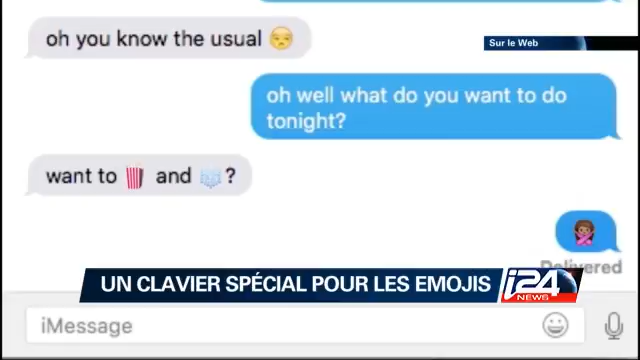 oh you know the usual 😒
Sur le Web
oh well what do you want to do
tonight?
want to 🍿 and ❄️?
🙅🏽
Delivered
UN CLAVIER SPÉCIAL POUR LES EMOJIS
i24
NEWS
iMessage